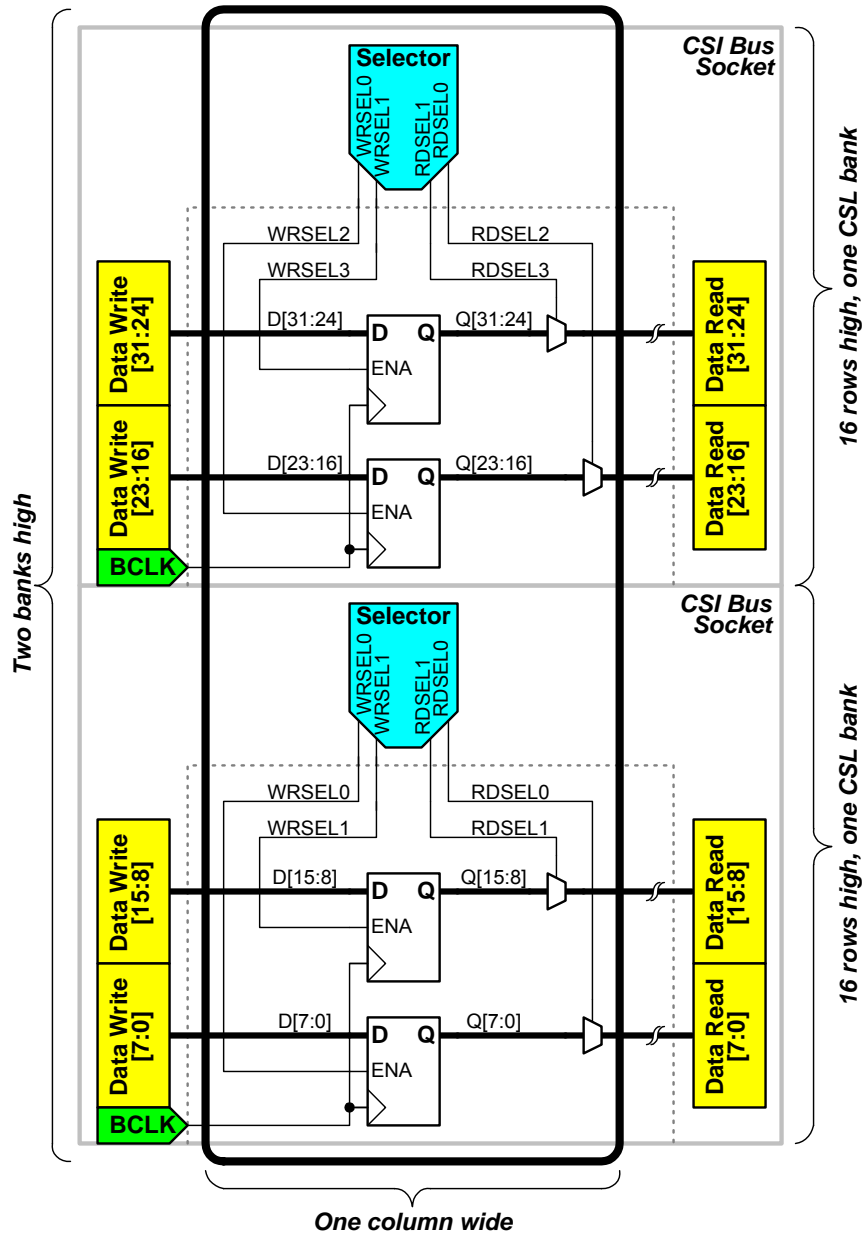 CSI Bus
Socket
Selector
WRSEL0
WRSEL1
RDSEL1
RDSEL0
WRSEL2
RDSEL2
WRSEL3
RDSEL3
Data Write
[31:24]
D[31:24]
D
Q
ENA
Q[31:24]
Data Read
[31:24]
Data Write
[23:16]
D[23:16]
D
Q
ENA
Q[23:16]
Data Read
[23:16]
BCLK
16 rows high, one CSL bank
Two banks high
CSI Bus
Socket
Selector
WRSEL0
WRSEL1
RDSEL1
RDSEL0
WRSEL0
RDSEL0
WRSEL1
RDSEL1
Data Write
[15:8]
D[15:8]
D
Q
ENA
Q[15:8]
Data Read
[15:8]
Data Write
[7:0]
D[7:0]
D
Q
ENA
Q[7:0]
Data Read
[7:0]
BCLK
16 rows high, one CSL bank
One column wide